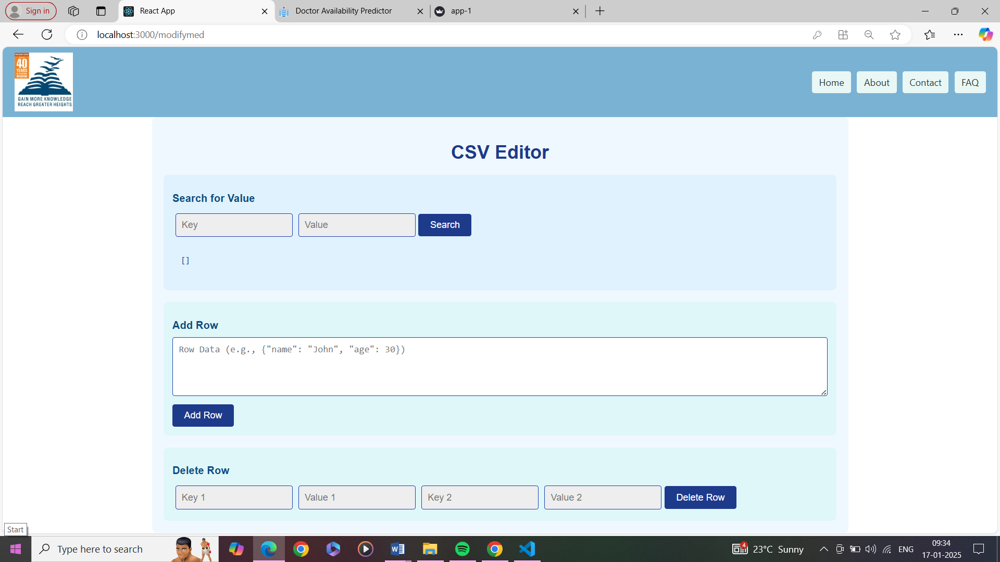 Sign in
React App
Doctor Availability Predictor
app-1
localhost:3000/modifymed
40
YEARS
GAIN MORE KNOWLEDGE
REACH GREATER HEIGHTS
Home
About
Contact
FAQ
CSV Editor
Search for Value
Key
Value
Search
[]
Add Row
Row Data (e.g., {"name": "John", "age": 30})
Add Row
Delete Row
Key 1
Value 1
Key 2
Value 2
Delete Row
Start
Type here to search
4
23°C Sunny
ENG
09:34
17-01-2025